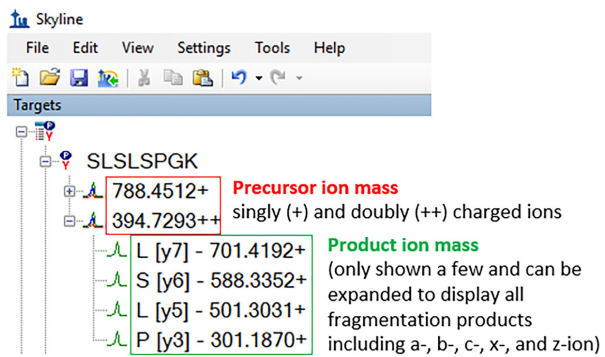 Skyline
File Edit View Settings Tools Help
Targets
SLSLSPGK
788.4512+
394.7293++
Precursor ion mass
singly (+) and doubly (++) charged ions
L [y7] - 701.4192+
S [y6] - 588.3352+
L [y5] - 501.3031+
P [y3] - 301.1870+
Product ion mass
(only shown a few and can be
expanded to display all
fragmentation products
including a-, b-, c-, x-, and z-ion)